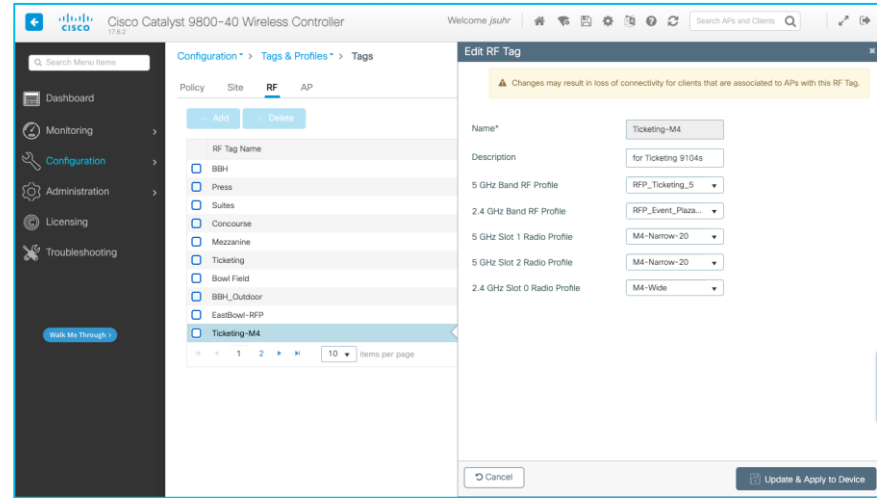 cisco
Cisco Catalyst 9800-40 Wireless Controller
17.6.2
Welcome jsuhr
Search APs and Clients
Search Menu Items
Dashboard
Monitoring
Configuration
Administration
Licensing
Troubleshooting
Walk Me Through >
Configuration > Tags & Profiles > Tags
Policy Site RF AP
+ Add × Delete
RF Tag Name
BBH
Press
Suites
Concourse
Mezzanine
Ticketing
Bowl Field
BBH_Outdoor
EastBowl-RFP
Ticketing-M4
1 2 10 items per page
Edit RF Tag
Changes may result in loss of connectivity for clients that are associated to APs with this RF Tag.
Name* Ticketing-M4
Description for Ticketing 9104s
5 GHz Band RF Profile RFP_Ticketing_5
2.4 GHz Band RF Profile RFP_Event_Plaza...
5 GHz Slot 1 Radio Profile M4-Narrow-20
5 GHz Slot 2 Radio Profile M4-Narrow-20
2.4 GHz Slot 0 Radio Profile M4-Wide
Cancel
Update & Apply to Device